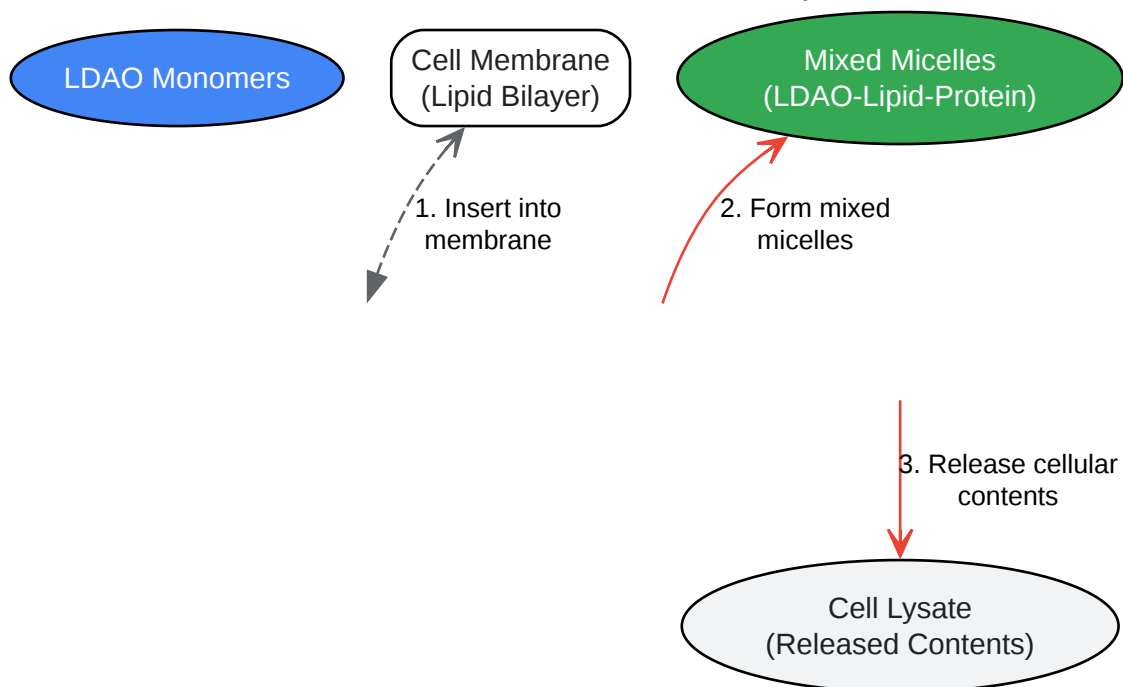 LDAO Monomers
Cell Membrane
(Lipid Bilayer)
Mixed Micelles
(LDAO-Lipid-Protein)
1. Insert into
membrane
2. Form mixed
micelles
3. Release cellular
contents
Cell Lysate
(Released Contents)